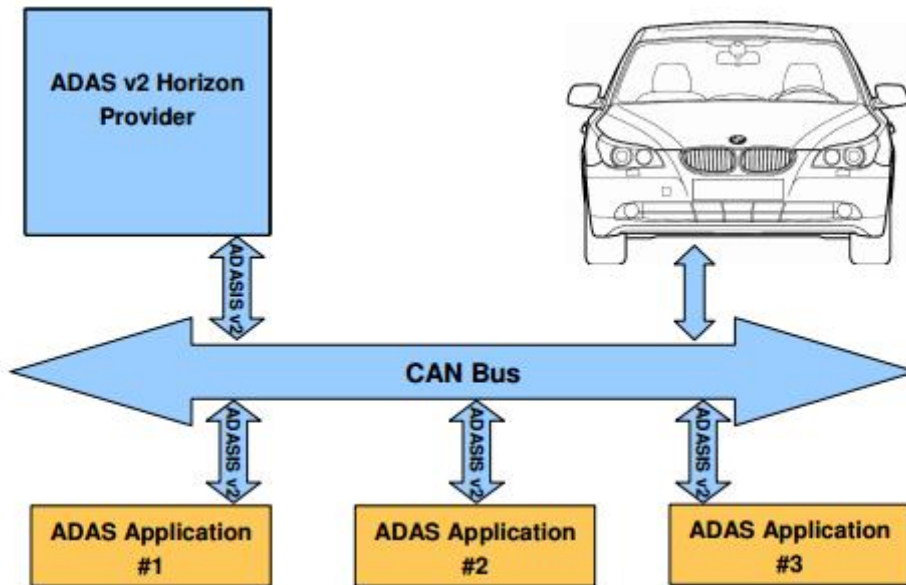 ADAS v2 Horizon
Provider
ADASIS v2
CAN Bus
ADASIS v2
ADASIS v2
ADASIS v2
ADAS Application
#1
ADAS Application
#2
ADAS Application
#3